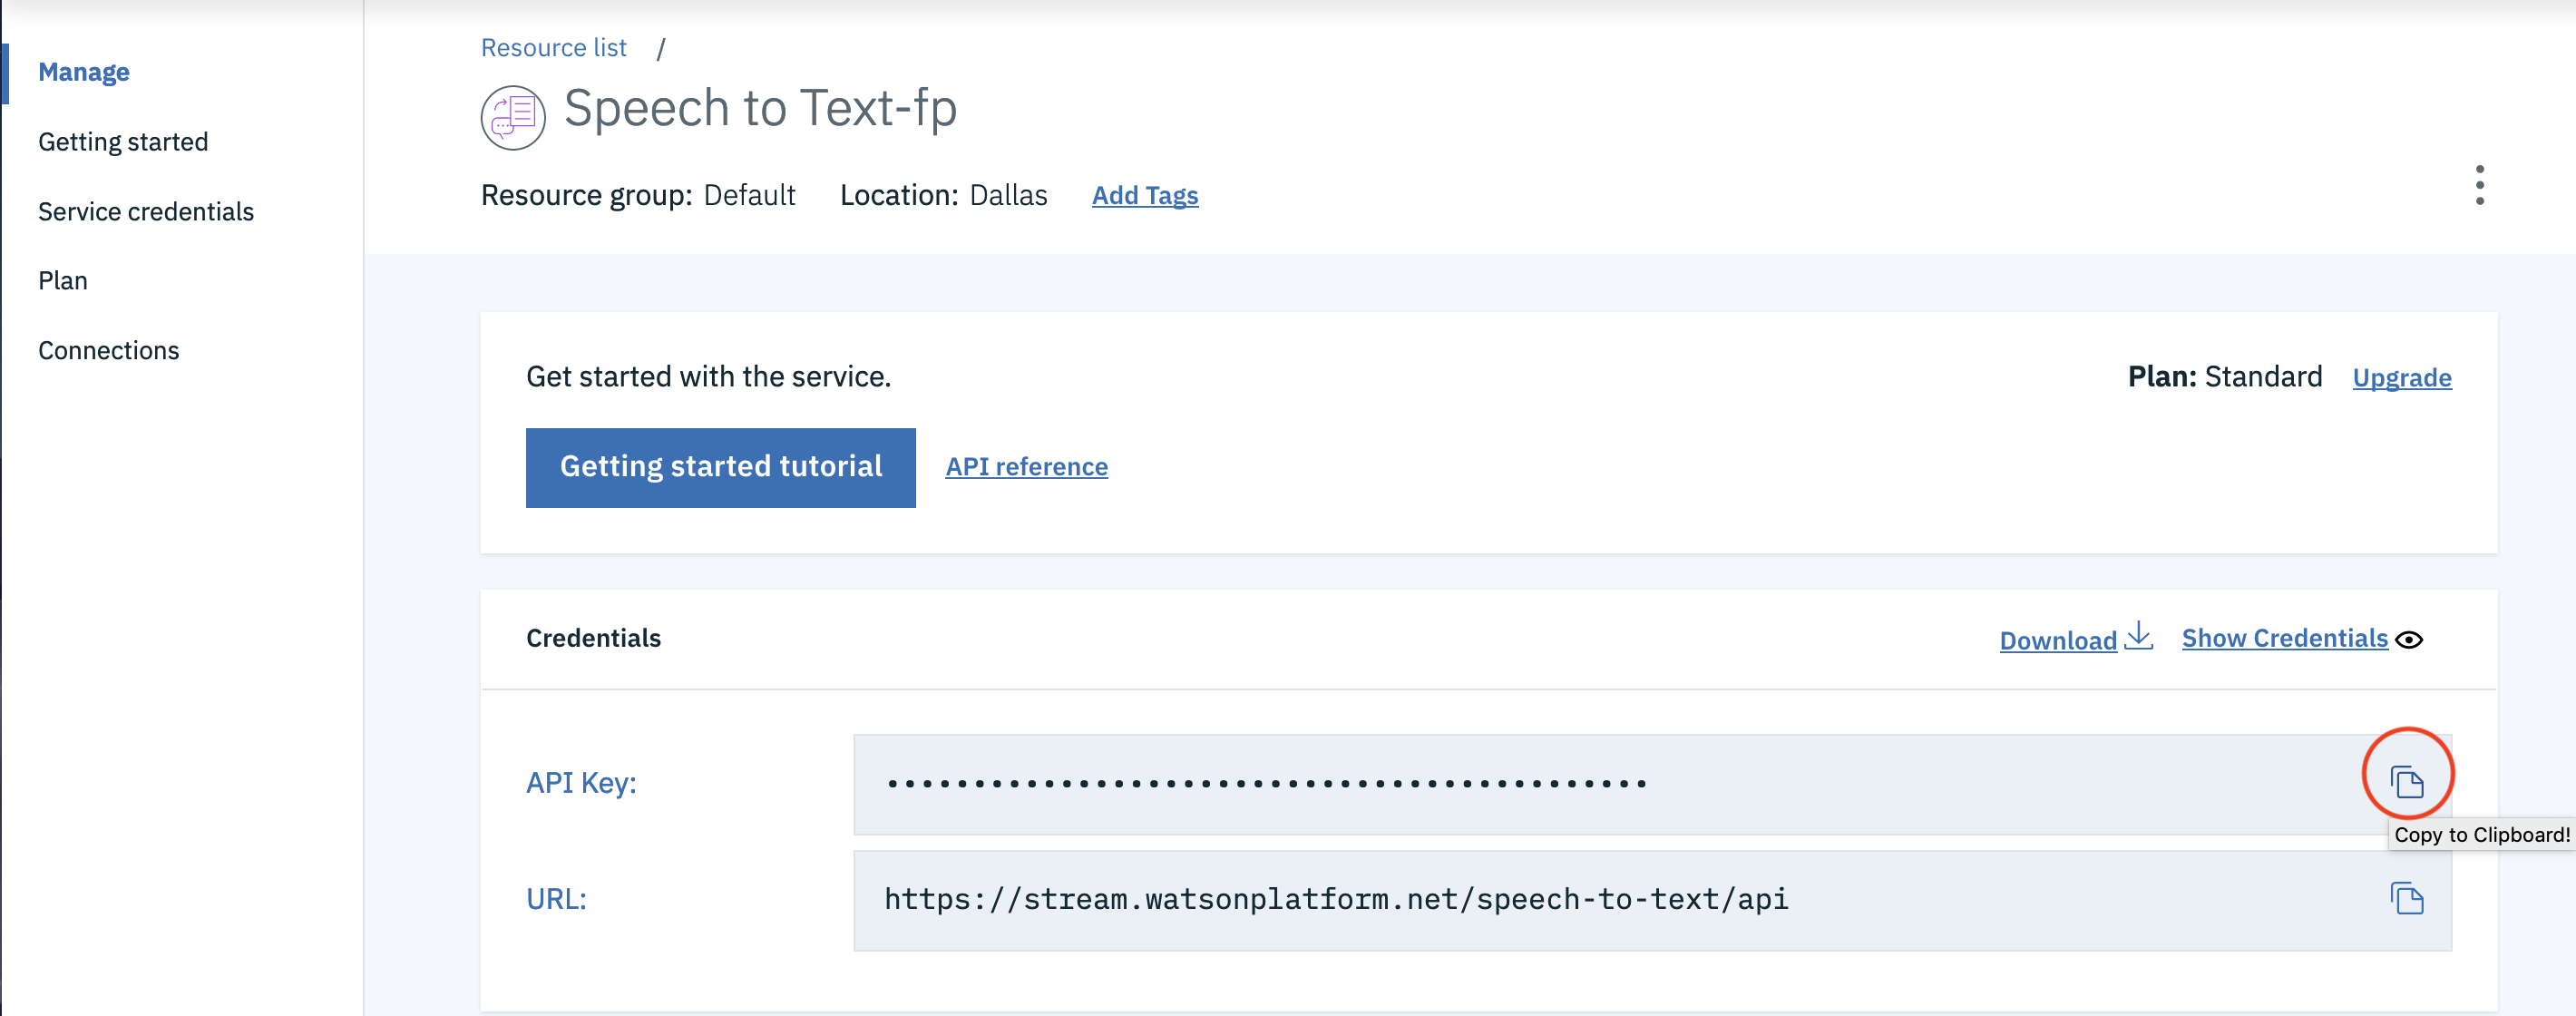 Manage
Getting started
Service credentials
Plan
Connections
Resource list /
Speech to Text-fp
Resource group: Default Location: Dallas Add Tags
Get started with the service.
Plan: Standard Upgrade
Getting started tutorial API reference
Credentials
Download Show Credentials
API Key: ••••••••••••••••••••••••••••••••••••••••••••
Copy to Clipboard!
URL: https://stream.watsonplatform.net/speech-to-text/api